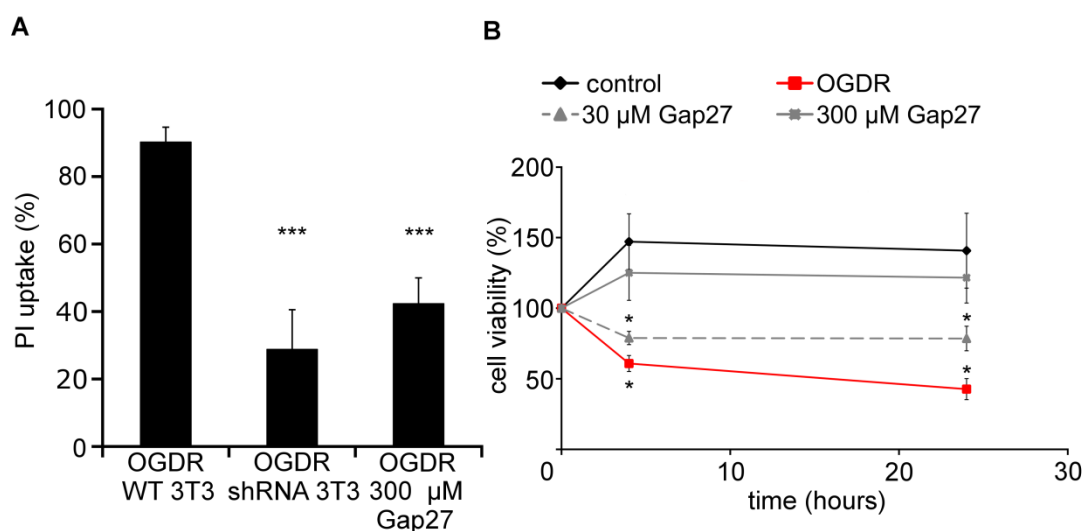 A
PI uptake (%)
100
80
60
40
20
0
***
***
OGDR
WT 3T3
OGDR
shRNA 3T3
OGDR
300 µM
Gap27
B
control
OGDR
30 µM Gap27
300 µM Gap27
cell viability (%)
200
150
100
50
*
*
*
*
0
10
20
30
time (hours)